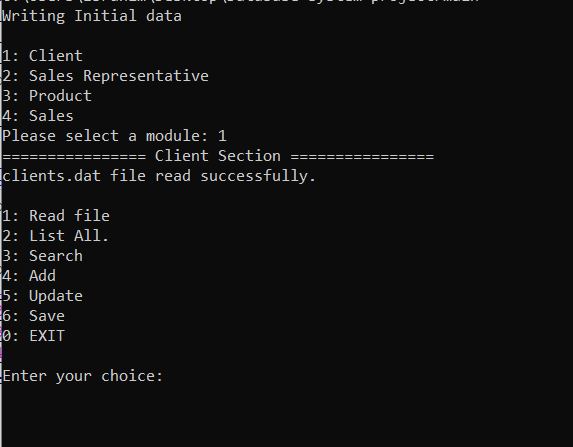 Writing Initial data
1: Client
2: Sales Representative
3: Product
4: Sales
Please select a module: 1
================ Client Section ================
clients.dat file read successfully.
1: Read file
2: List All.
3: Search
4: Add
5: Update
6: Save
0: EXIT
Enter your choice: